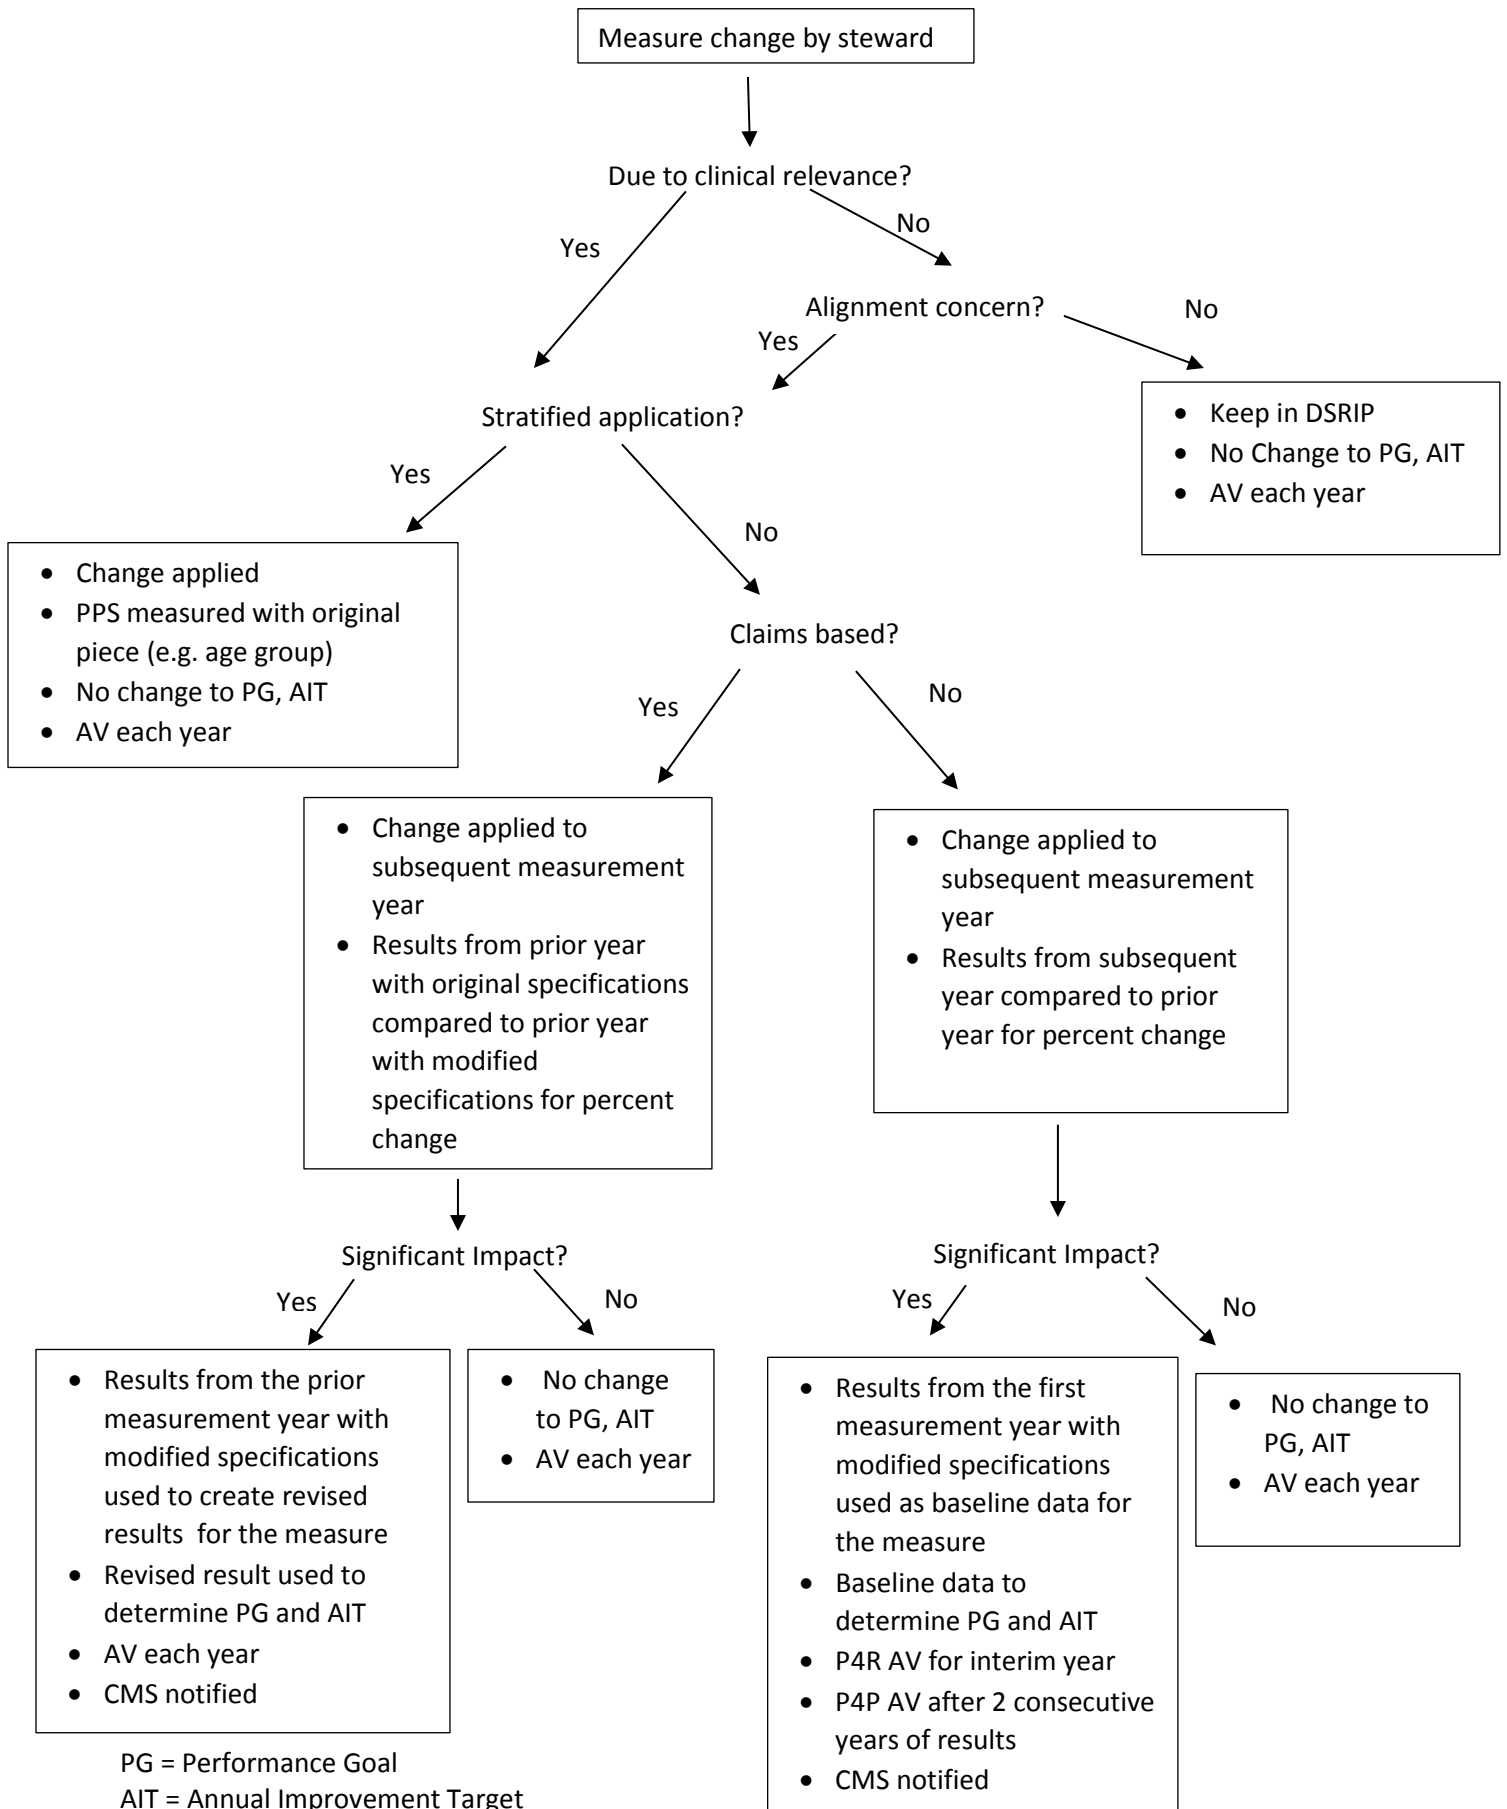 Measure change by steward
Due to clinical relevance?
No
Yes
Alignment concern?
No
Yes
• Keep in DSRIP
• No Change to PG, AIT
• AV each year
Stratified application?
Yes
No
• Change applied
• PPS measured with original
piece (e.g. age group)
• No change to PG, AIT
• AV each year
Claims based?
Yes
No
• Change applied to
subsequent measurement
year
• Results from prior year
with original specifications
compared to prior year
with modified
specifications for percent
change
• Change applied to
subsequent measurement
year
• Results from subsequent
year compared to prior
year for percent change
Significant Impact?
Yes
No
Significant Impact?
Yes
No
• Results from the prior
measurement year with
modified specifications
used to create revised
results for the measure
• Revised result used to
determine PG and AIT
• AV each year
• CMS notified
• No change
to PG, AIT
• AV each year
• Results from the first
measurement year with
modified specifications
used as baseline data for
the measure
• Baseline data to
determine PG and AIT
• P4R AV for interim year
• P4P AV after 2 consecutive
years of results
• CMS notified
• No change to
PG, AIT
• AV each year
PG = Performance Goal
AIT = Annual Improvement Target